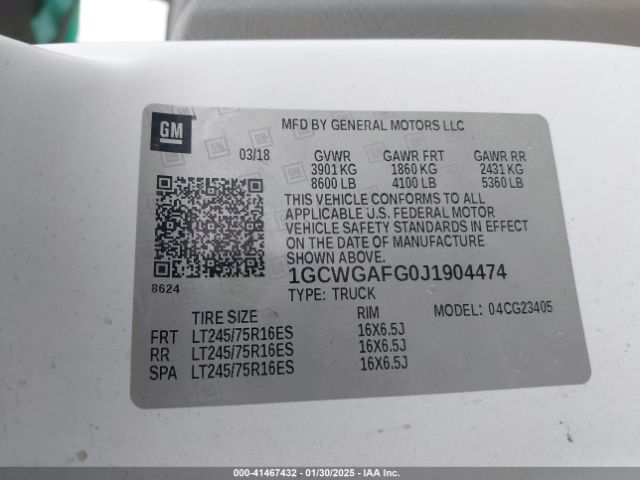 GM
MFD BY GENERAL MOTORS LLC
03/18 GVWR GAWR FRT GAWR RR
3901 KG 1860 KG 2431 KG
8600 LB 4100 LB 5360 LB
THIS VEHICLE CONFORMS TO ALL
APPLICABLE U.S. FEDERAL MOTOR
VEHICLE SAFETY STANDARDS IN EFFECT
ON THE DATE OF MANUFACTURE
SHOWN ABOVE.
8624 1GCWGAFG0J1904474
TYPE: TRUCK MODEL: 04CG23405
TIRE SIZE RIM
FRT LT245/75R16ES 16X6.5J
RR LT245/75R16ES 16X6.5J
SPA LT245/75R16ES 16X6.5J
000-41467432 - 01/30/2025 - IAA Inc.